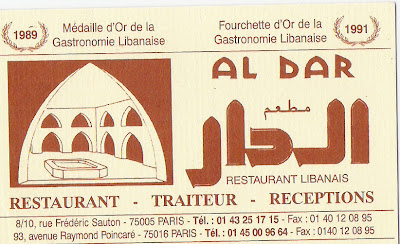 1989
Médaille d'Or de la
Gastronomie Libanaise
Fourchette d'Or de la
Gastronomie Libanaise
1991
AL DAR
مطعم
الدار
RESTAURANT LIBANAIS
RESTAURANT - TRAITEUR - RECEPTIONS
8/10, rue Frédéric Sauton - 75005 PARIS - Tél. : 01 43 25 17 15 - Fax : 01 40 12 08 95
93, avenue Raymond Poincaré - 75016 PARIS - Tél. : 01 45 00 96 64 - Fax : 0140 12 08 95